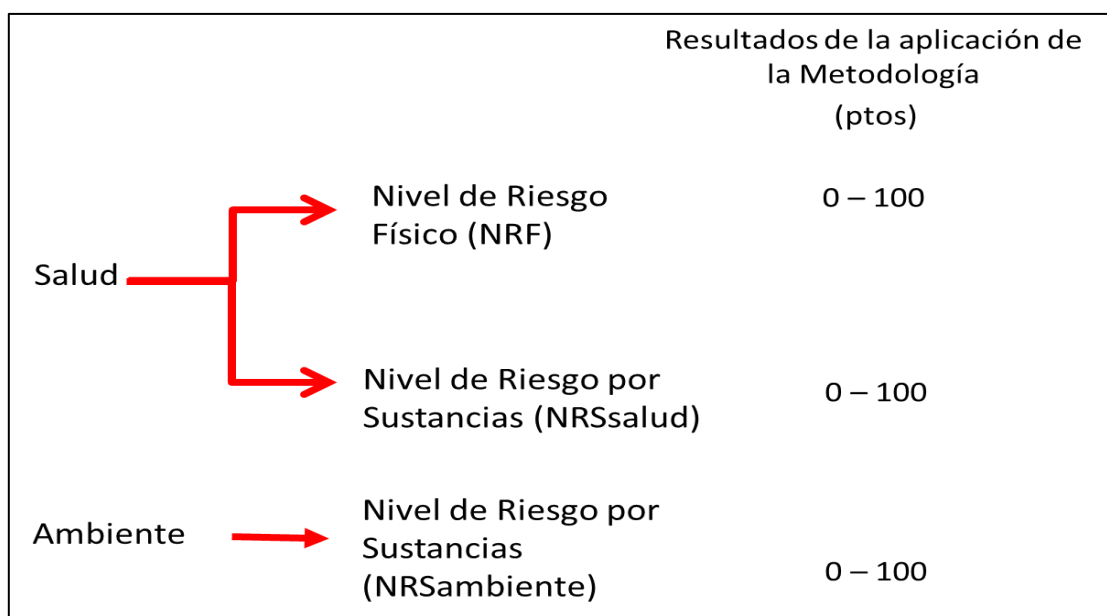 Resultados de la aplicación de
la Metodología
(ptos)
Nivel de Riesgo
Físico (NRF)
0 – 100
Salud
Nivel de Riesgo por
Sustancias (NRSsalud)
0 – 100
Ambiente
Nivel de Riesgo por
Sustancias
(NRSambiente)
0 – 100